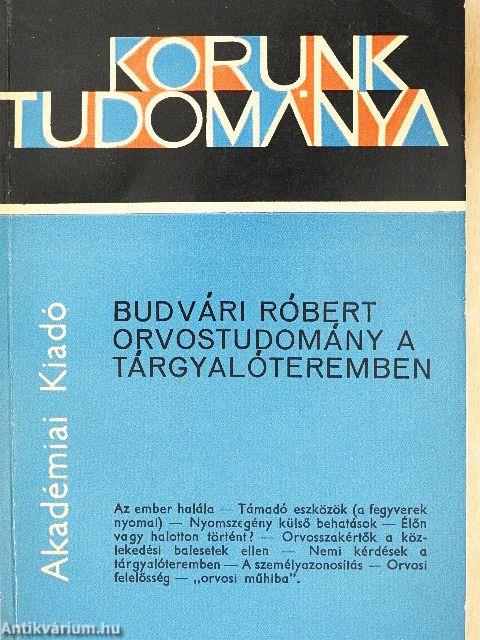 KORUNK
TUDOMÁNYA
Akadémiai Kiadó
BUDVÁRI RÓBERT
ORVOSTUDOMÁNY A
TÁRGYALÓTEREMBEN
Az ember halála — Támadó eszközök (a fegyverek
nyomai) — Nyomszegény külső behatások — Élőn
vagy halotton történt? — Orvosszakértők a köz-
lekedési balesetek ellen — Nemi kérdések a
tárgyalóteremben — A személyazonosítás — Orvosi
felelősség — „orvosi műhiba".
Antikvárium.hu